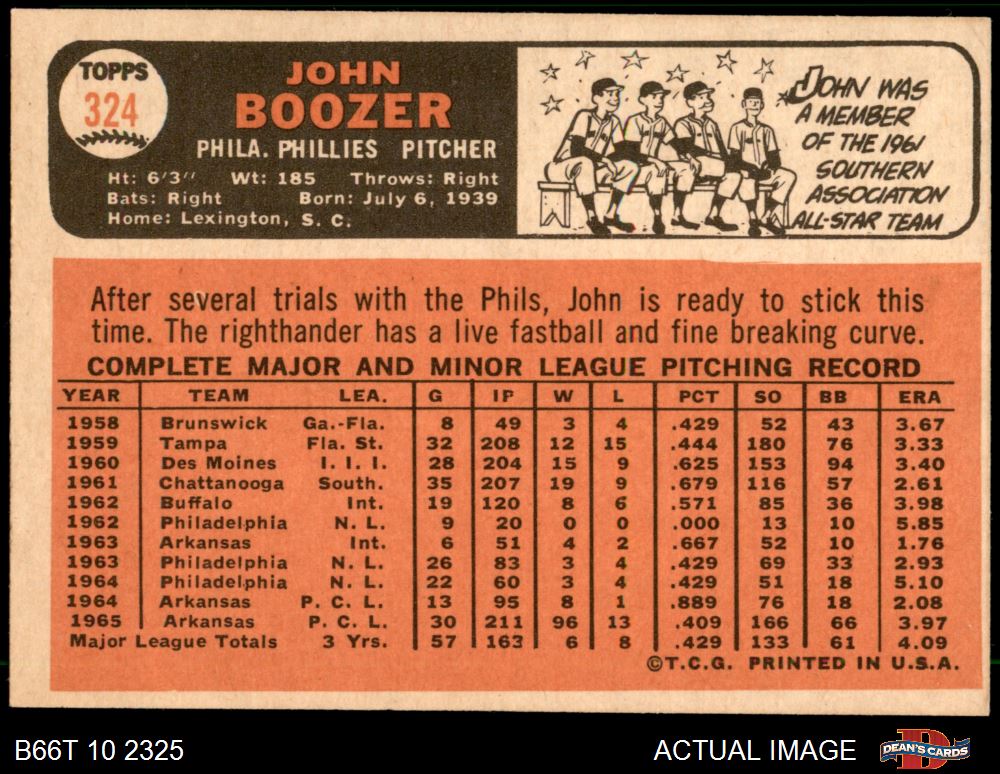 TOPPS
324
JOHN
BOOZER
PHILA. PHILLIES PITCHER
Ht: 6'3" Wt: 185 Throws: Right
Bats: Right Born: July 6, 1939
Home: Lexington, S. C.
JOHN WAS
A MEMBER
OF THE 1961
SOUTHERN
ASSOCIATION
ALL-STAR TEAM
After several trials with the Phils, John is ready to stick this
time. The righthander has a live fastball and fine breaking curve.
COMPLETE MAJOR AND MINOR LEAGUE PITCHING RECORD
YEAR TEAM LEA. G IP W L PCT SO BB ERA
1958 Brunswick Ga.-Fla. 8 49 3 4 .429 52 43 3.67
1959 Tampa Fla. St. 32 208 12 15 .444 180 76 3.33
1960 Des Moines I. I. I. 28 204 15 9 .625 153 94 3.40
1961 Chattanooga South. 35 207 19 9 .679 116 57 2.61
1962 Buffalo Int. 19 120 8 6 .571 85 36 3.98
1962 Philadelphia N. L. 9 20 0 0 .000 13 10 5.85
1963 Arkansas Int. 6 51 4 2 .667 52 10 1.76
1963 Philadelphia N. L. 26 83 3 4 .429 69 33 2.93
1964 Philadelphia N. L. 22 60 3 4 .429 51 18 5.10
1964 Arkansas P. C. L. 13 95 8 1 .889 76 18 2.08
1965 Arkansas P. C. L. 30 211 96 13 .409 166 66 3.97
Major League Totals 3 Yrs. 57 163 6 8 .429 133 61 4.09
©T.C.G. PRINTED IN U.S.A.
B66T 10 2325
ACTUAL IMAGE
DEAN'S CARDS